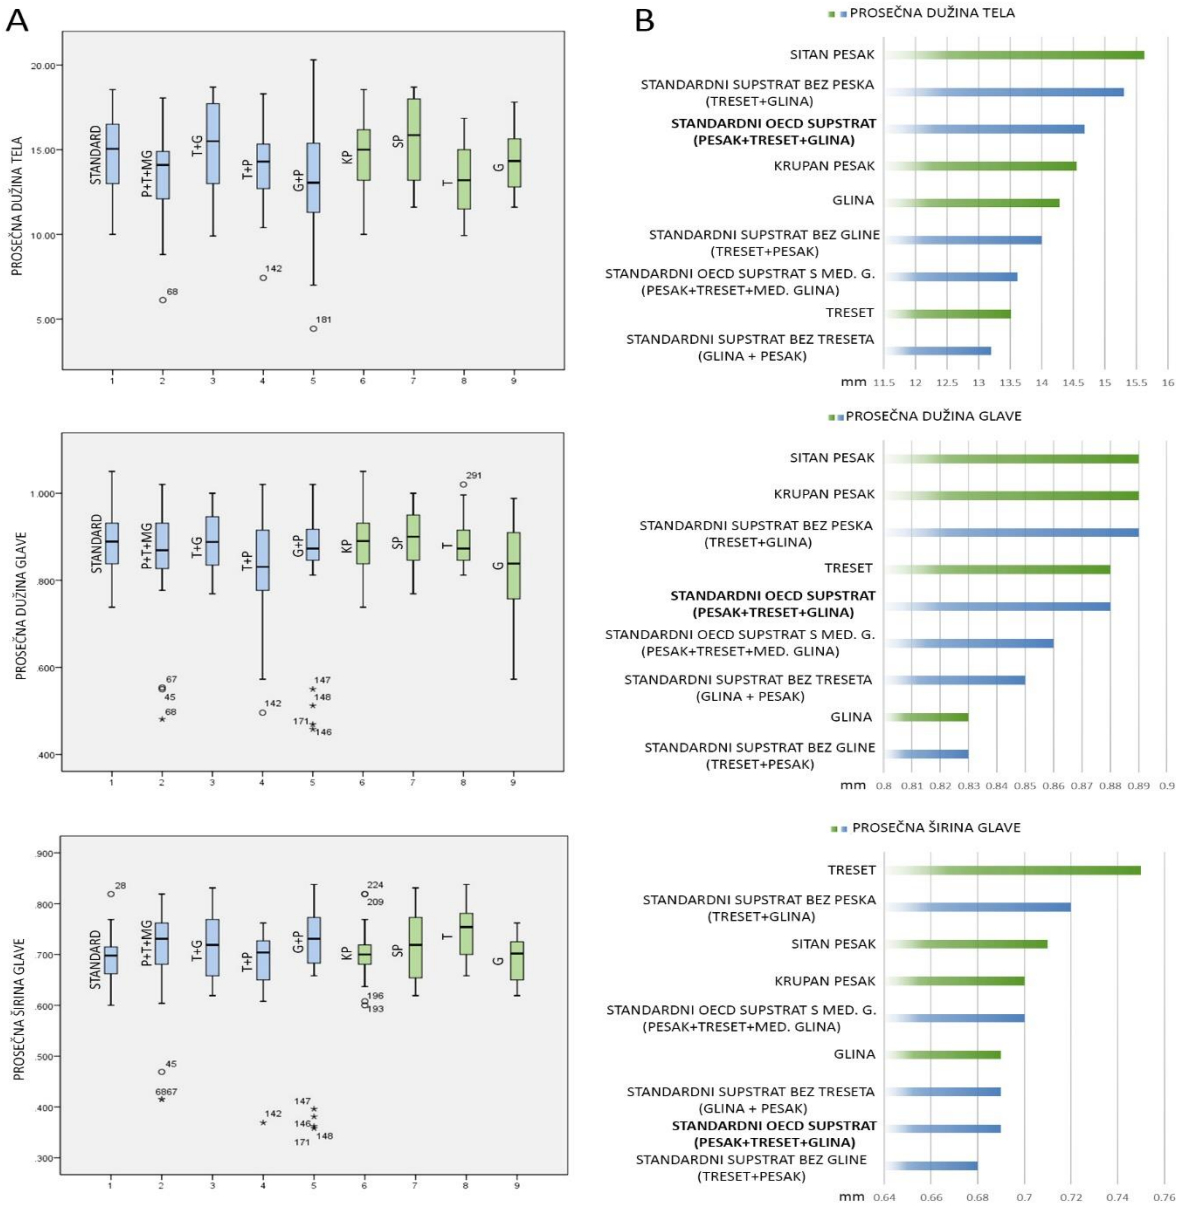 A
PROSEČNA DUŽINA TELA
20.00
15.00
10.00
5.00
STANDARD
P+T+MG
T+G
T+P
G+P
KP
SP
T
G
68
142
181
1 2 3 4 5 6 7 8 9
PROSEČNA DUŽINA GLAVE
1.000
.800
.600
.400
STANDARD
P+T+MG
T+G
T+P
G+P
KP
SP
T
G
291
67
45
68
142
147
148
171
146
1 2 3 4 5 6 7 8 9
PROSEČNA ŠIRINA GLAVE
.900
.800
.700
.600
.500
.400
.300
STANDARD
P+T+MG
T+G
T+P
G+P
KP
SP
T
G
28
45
6867
142
147
146
148
171
224
209
196
193
1 2 3 4 5 6 7 8 9
B
PROSEČNA DUŽINA TELA
SITAN PESAK
STANDARDNI SUPSTRAT BEZ PESKA
(TRESET+GLINA)
STANDARDNI OECD SUPSTRAT
(PESAK+TRESET+GLINA)
KRUPAN PESAK
GLINA
STANDARDNI SUPSTRAT BEZ GLINE
(TRESET+PESAK)
STANDARDNI OECD SUPSTRAT S MED. G.
(PESAK+TRESET+MED. GLINA)
TRESET
STANDARDNI SUPSTRAT BEZ TRESETA
(GLINA + PESAK)
mm 11.5 12 12.5 13 13.5 14 14.5 15 15.5 16
PROSEČNA DUŽINA GLAVE
SITAN PESAK
KRUPAN PESAK
STANDARDNI SUPSTRAT BEZ PESKA
(TRESET+GLINA)
TRESET
STANDARDNI OECD SUPSTRAT
(PESAK+TRESET+GLINA)
STANDARDNI OECD SUPSTRAT S MED. G.
(PESAK+TRESET+MED. GLINA)
STANDARDNI SUPSTRAT BEZ TRESETA
(GLINA + PESAK)
GLINA
STANDARDNI SUPSTRAT BEZ GLINE
(TRESET+PESAK)
mm 0.8 0.81 0.82 0.83 0.84 0.85 0.86 0.87 0.88 0.89 0.9
PROSEČNA ŠIRINA GLAVE
TRESET
STANDARDNI SUPSTRAT BEZ PESKA
(TRESET+GLINA)
SITAN PESAK
KRUPAN PESAK
STANDARDNI OECD SUPSTRAT S MED. G.
(PESAK+TRESET+MED. GLINA)
GLINA
STANDARDNI SUPSTRAT BEZ TRESETA
(GLINA + PESAK)
STANDARDNI OECD SUPSTRAT
(PESAK+TRESET+GLINA)
STANDARDNI SUPSTRAT BEZ GLINE
(TRESET+PESAK)
mm 0.64 0.66 0.68 0.7 0.72 0.74 0.76